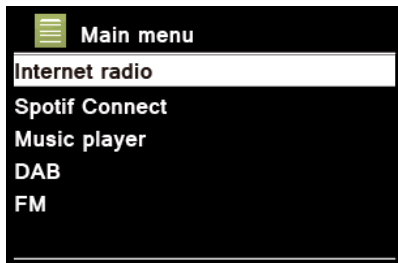 Main menu
Internet radio
Spotif Connect
Music player
DAB
FM